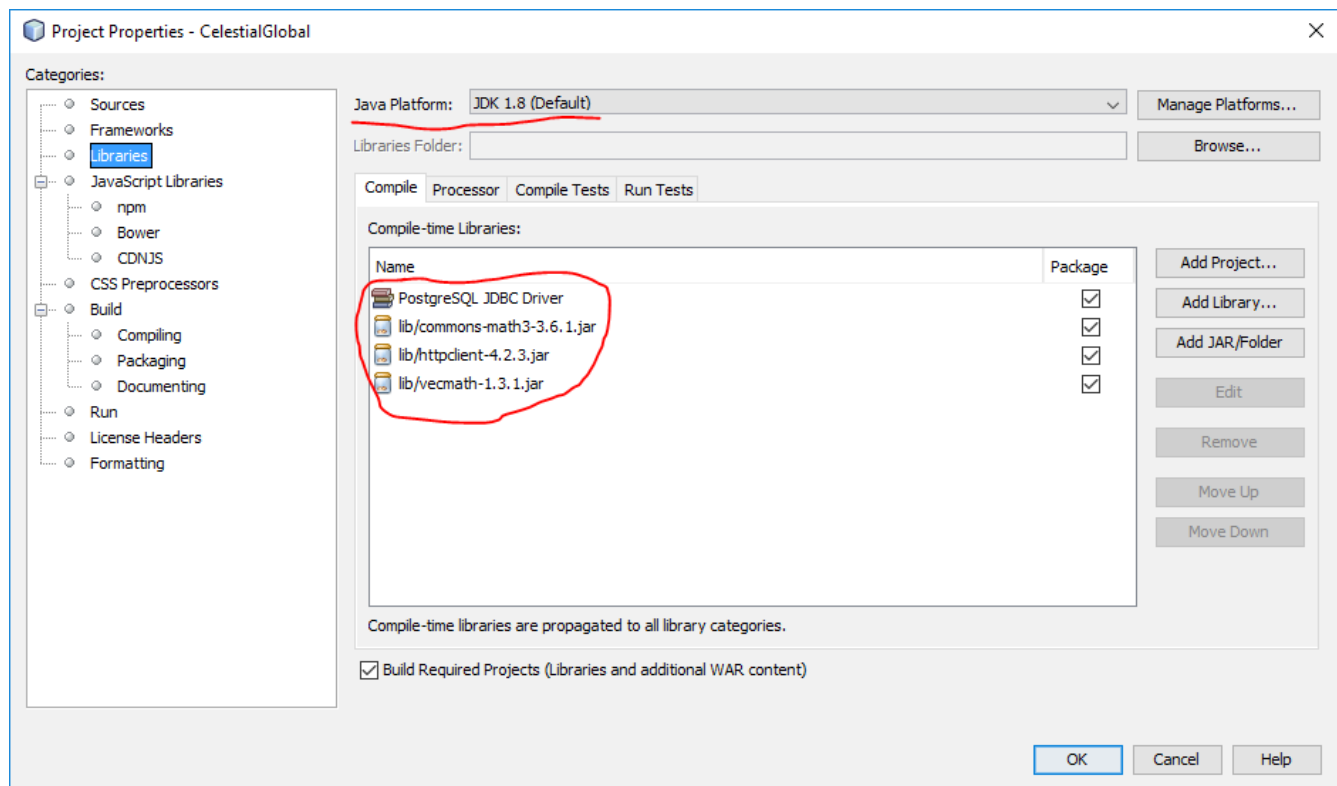 Project Properties - CelestialGlobal
Categories:
Sources
Frameworks
Libraries
JavaScript Libraries
npm
Bower
CDNJS
CSS Preprocessors
Build
Compiling
Packaging
Documenting
Run
License Headers
Formatting
Java Platform: JDK 1.8 (Default) Manage Platforms...
Libraries Folder: Browse...
Compile Processor Compile Tests Run Tests
Compile-time Libraries:
Name Package
PostgreSQL JDBC Driver
lib/commons-math3-3.6.1.jar
lib/httpclient-4.2.3.jar
lib/vecmath-1.3.1.jar
Add Project...
Add Library...
Add JAR/Folder
Edit
Remove
Move Up
Move Down
Compile-time libraries are propagated to all library categories.
Build Required Projects (Libraries and additional WAR content)
OK Cancel Help